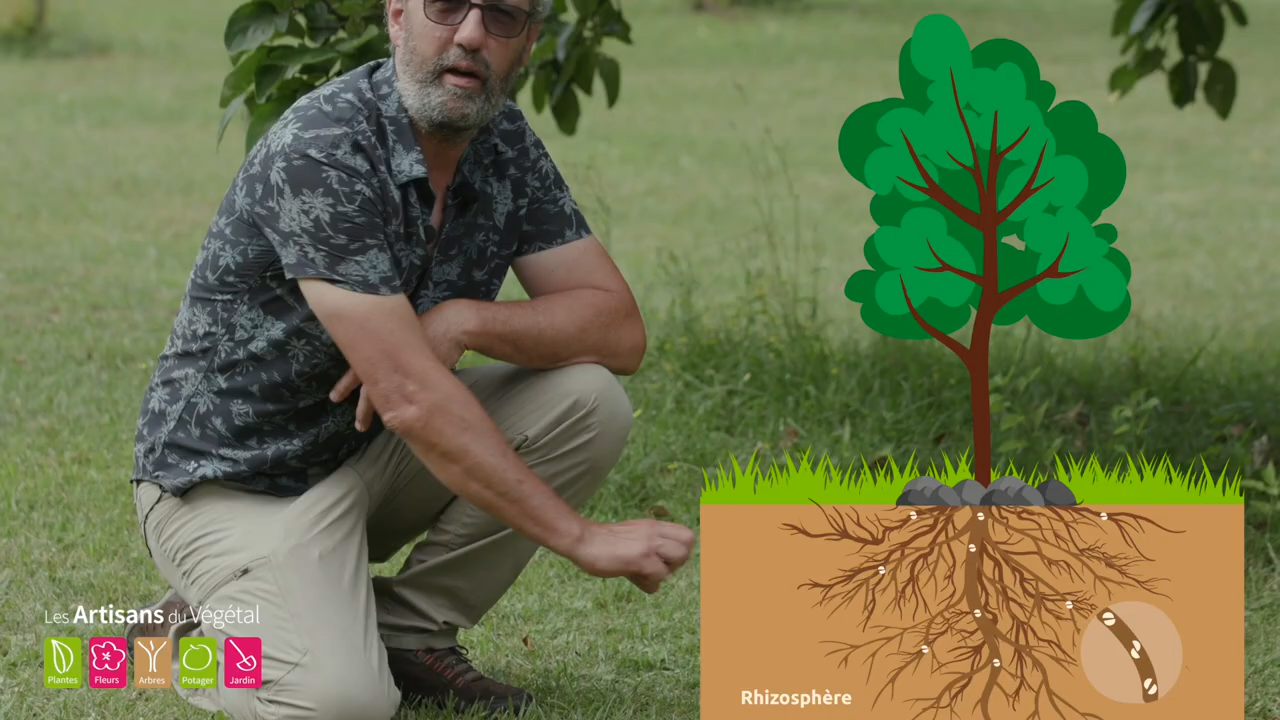 Les Artisans du Végétal
Plantes Fleurs Arbres Potager Jardin
Rhizosphère